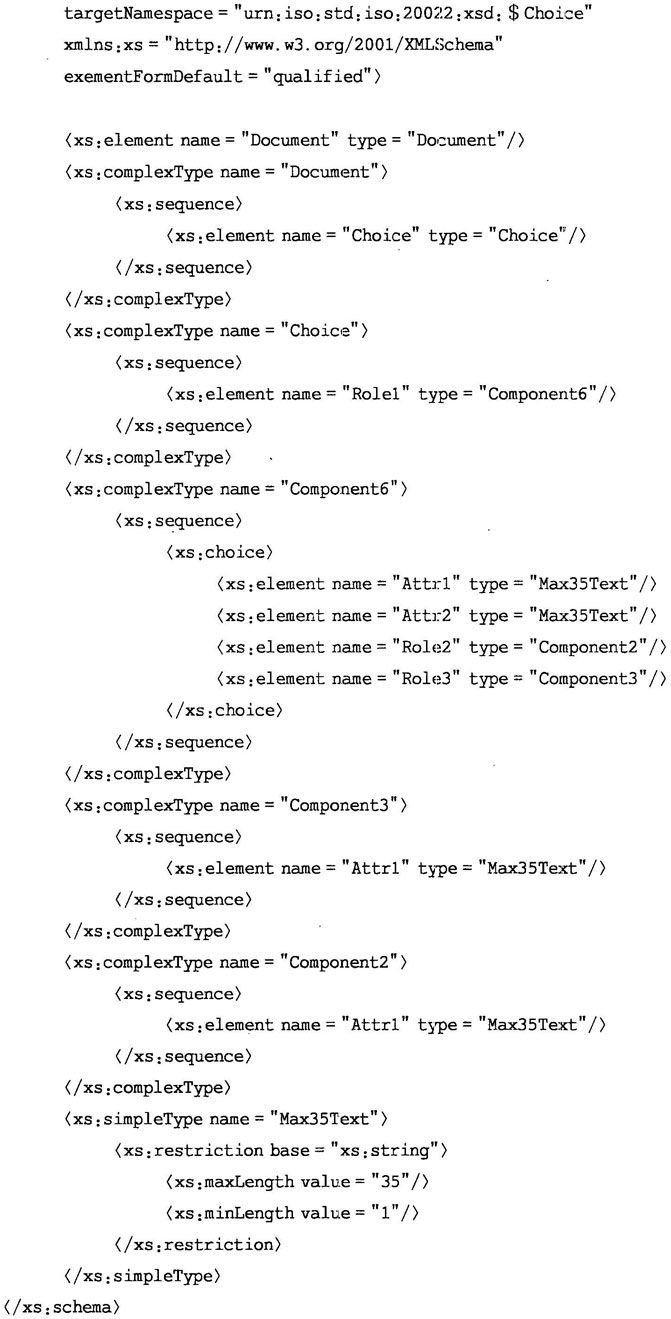 targetNamespace = "urn:iso:std:iso:20022:xsd: $ Choice"
xmlns:xs = "http://www.w3.org/2001/XMLSchema"
exementFormDefault = "qualified"〉
〈xs:element name = "Document" type = "Document"/〉
〈xs:complexType name = "Document"〉
〈xs:sequence〉
〈xs:element name = "Choice" type = "Choice"/〉
〈/xs:sequence〉
〈/xs:complexType〉
〈xs:complexType name = "Choice"〉
〈xs:sequence〉
〈xs:element name = "Role1" type = "Component6"/〉
〈/xs:sequence〉
〈/xs:complexType〉
〈xs:complexType name = "Component6"〉
〈xs:sequence〉
〈xs:choice〉
〈xs:element name = "Attr1" type = "Max35Text"/〉
〈xs:element name = "Attr2" type = "Max35Text"/〉
〈xs:element name = "Role2" type = "Component2"/〉
〈xs:element name = "Role3" type = "Component3"/〉
〈/xs:choice〉
〈/xs:sequence〉
〈/xs:complexType〉
〈xs:complexType name = "Component3"〉
〈xs:sequence〉
〈xs:element name = "Attr1" type = "Max35Text"/〉
〈/xs:sequence〉
〈/xs:complexType〉
〈xs:complexType name = "Component2"〉
〈xs:sequence〉
〈xs:element name = "Attr1" type = "Max35Text"/〉
〈/xs:sequence〉
〈/xs:complexType〉
〈xs:simpleType name = "Max35Text"〉
〈xs:restriction base = "xs:string"〉
〈xs:maxLength value = "35"/〉
〈xs:minLength value = "1"/〉
〈/xs:restriction〉
〈/xs:simpleType〉
〈/xs:schema〉